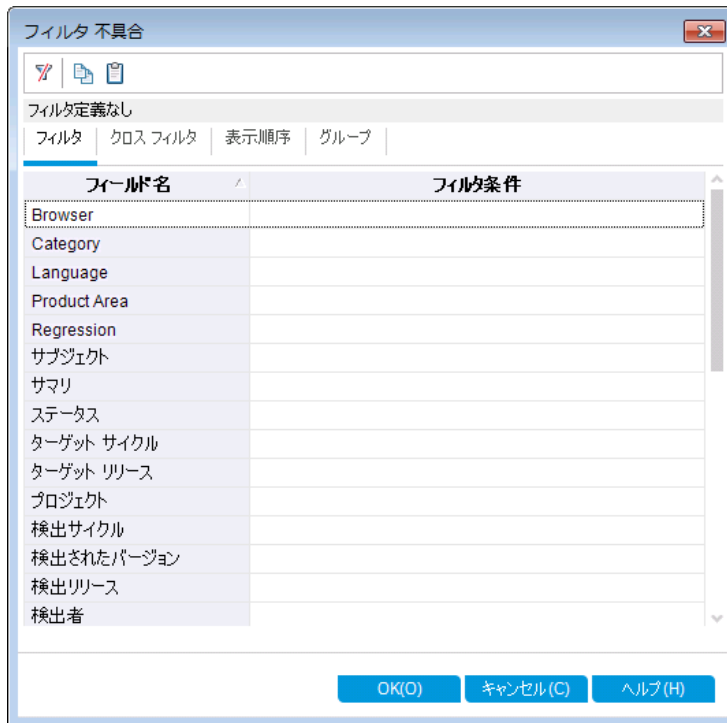 フィルタ 不具合
フィルタ定義なし
フィルタ クロス フィルタ 表示順序 グループ
フィールド名 フィルタ条件
Browser
Category
Language
Product Area
Regression
サブジェクト
サマリ
ステータス
ターゲット サイクル
ターゲット リリース
プロジェクト
検出サイクル
検出されたバージョン
検出リリース
検出者
OK(O) キャンセル(C) ヘルプ(H)